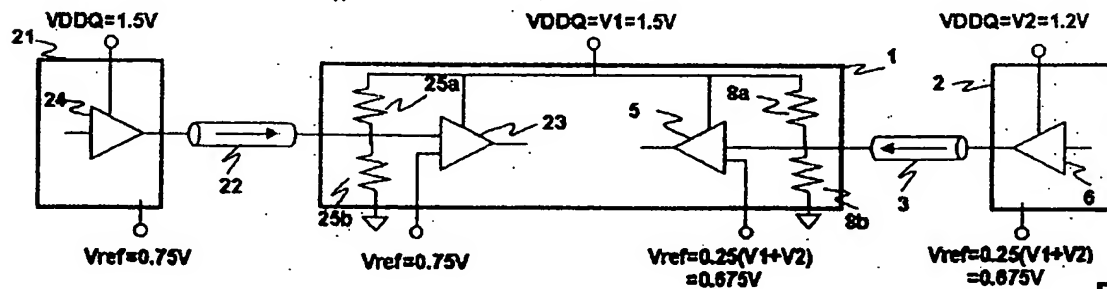 VDDQ=1.5V
VDDQ=V1=1.5V
VDDQ=V2=1.2V
21
1
25a
8a
2
24
5
23
22
25b
3
8b
6
Vref=0.75V
Vref=0.75V
Vref=0.25(V1+V2)
=0.675V
Vref=0.25(V1+V2)
=0.675V